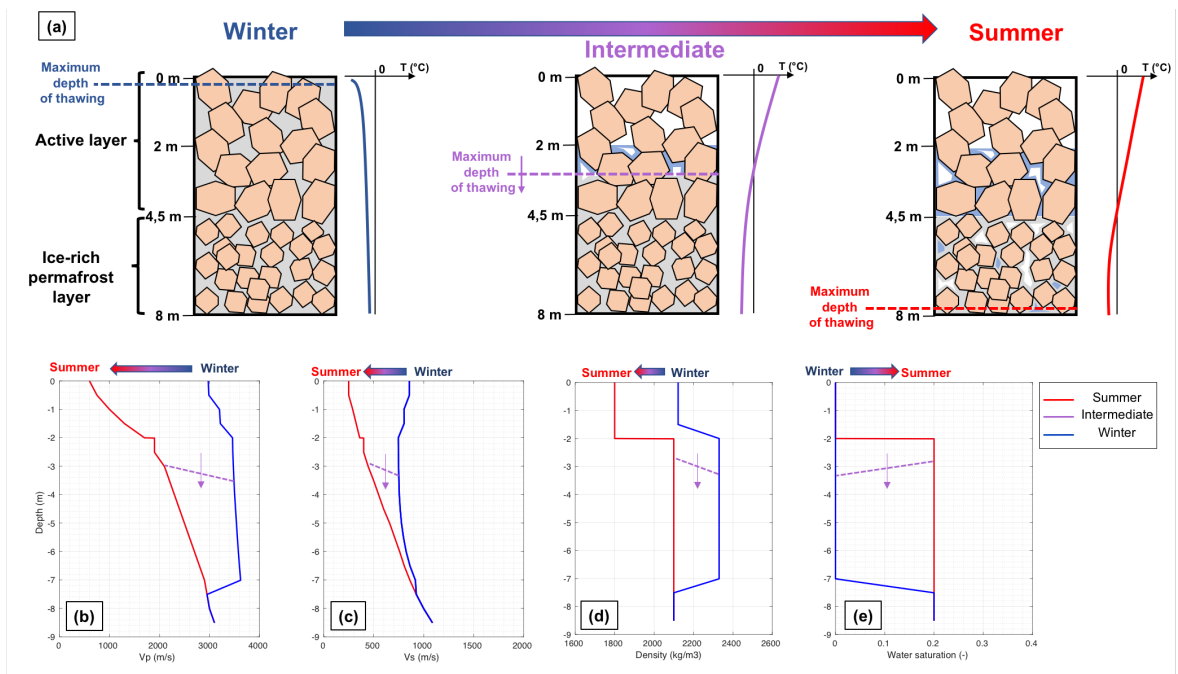 (a)
Winter
Intermediate
Summer
Maximum
depth
of thawing
Active layer
Ice-rich
permafrost
layer
0 m
2 m
4,5 m
8 m
0
T (°C)
Maximum
depth
of thawing
0 m
2 m
4,5 m
8 m
0
T (°C)
Maximum
depth
of thawing
0 m
2 m
4,5 m
8 m
0
T (°C)
Summer
Winter
0
-1
-2
-3
-4
-5
-6
-7
-8
-9
Depth (m)
(b)
0 1000 2000 3000 4000
Vp (m/s)
Summer
Winter
0
-1
-2
-3
-4
-5
-6
-7
-8
-9
(c)
0 500 1000 1500
Vs (m/s)
Summer
Winter
0
-1
-2
-3
-4
-5
-6
-7
-8
-9
(d)
1600 1800 2000 2200 2400 2600
Density (kg/m3)
Winter
Summer
0
-1
-2
-3
-4
-5
-6
-7
-8
-9
(e)
0 0.1 0.2 0.3 0.4
Water saturation (-)
Summer
Intermediate
Winter